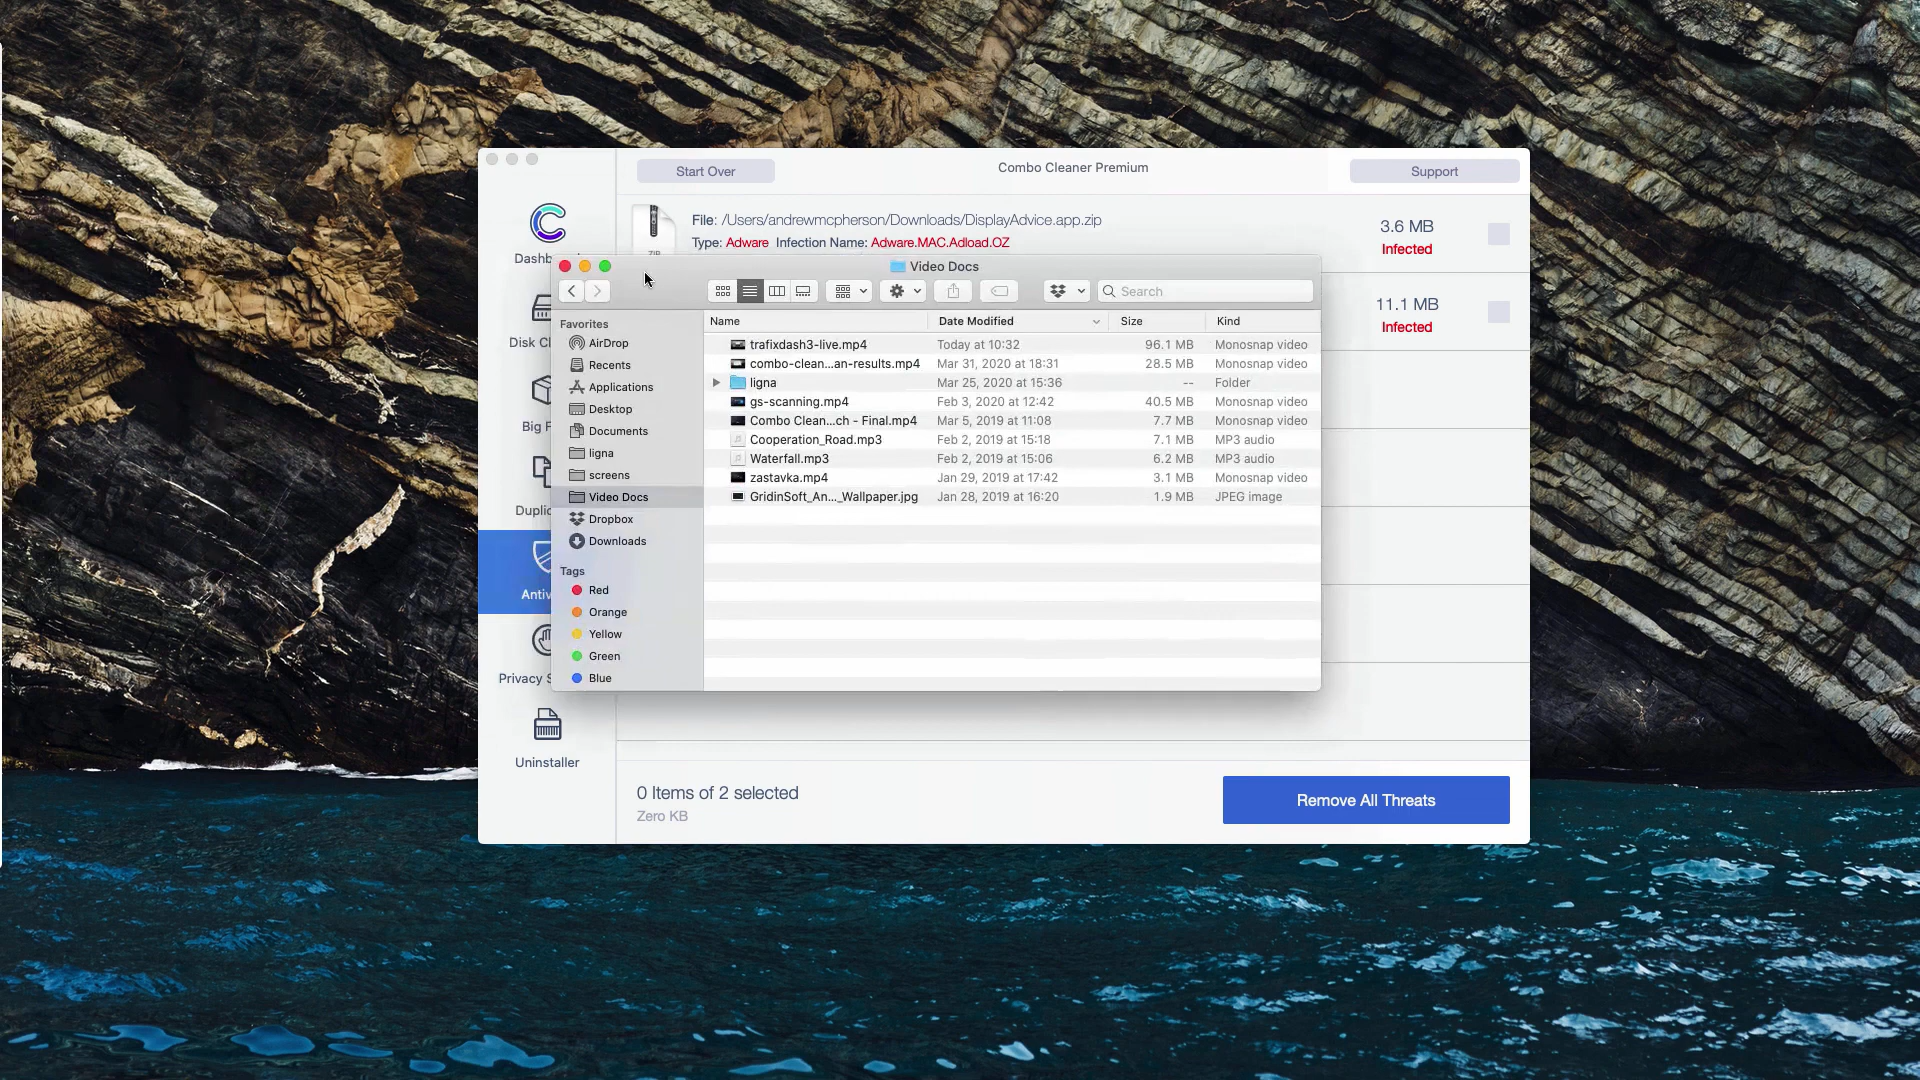 Start Over
Combo Cleaner Premium
Support
File: /Users/andrewmcpherson/Downloads/DisplayAdvice.app.zip
3.6 MB
Type: Adware Infection Name: Adware.MAC.Adload.OZ
Infected
11.1 MB
Infected
Video Docs
Search
Favorites
AirDrop
Recents
Applications
Desktop
Documents
ligna
screens
Video Docs
Dropbox
Downloads
Tags
Red
Orange
Yellow
Green
Blue
Name Date Modified Size Kind
trafixdash3-live.mp4 Today at 10:32 96.1 MB Monosnap video
combo-clean...an-results.mp4 Mar 31, 2020 at 18:31 28.5 MB Monosnap video
ligna Mar 25, 2020 at 15:36 -- Folder
gs-scanning.mp4 Feb 3, 2020 at 12:42 40.5 MB Monosnap video
Combo Clean...ch - Final.mp4 Mar 5, 2019 at 11:08 7.7 MB Monosnap video
Cooperation_Road.mp3 Feb 2, 2019 at 15:18 7.1 MB MP3 audio
Waterfall.mp3 Feb 2, 2019 at 15:06 6.2 MB MP3 audio
zastavka.mp4 Jan 29, 2019 at 17:42 3.1 MB Monosnap video
GridinSoft_An..._Wallpaper.jpg Jan 28, 2019 at 16:20 1.9 MB JPEG image
Dashb
Disk Cl
Big F
Duplic
Antiv
Privacy S
Uninstaller
0 Items of 2 selected
Zero KB
Remove All Threats